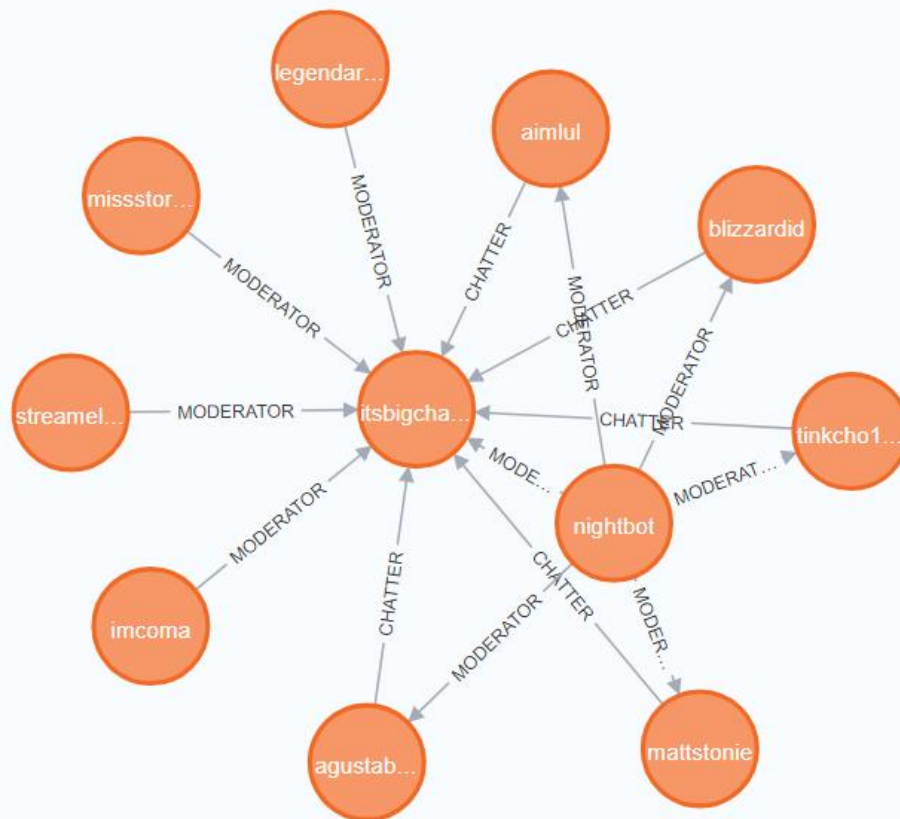 legendar...
aimlul
missstor...
blizzardid
MODERATOR
CHATTER
MODERATOR
MODERATOR
CHATTER
MODERATOR
streamel...
MODERATOR
itsbigcha...
CHATTER
tinkcho1...
MODE...
MODERAT...
nightbot
MODERATOR
CHATTER
CHATTER
MODERATOR
MODER...
imcoma
agustab...
mattstonie